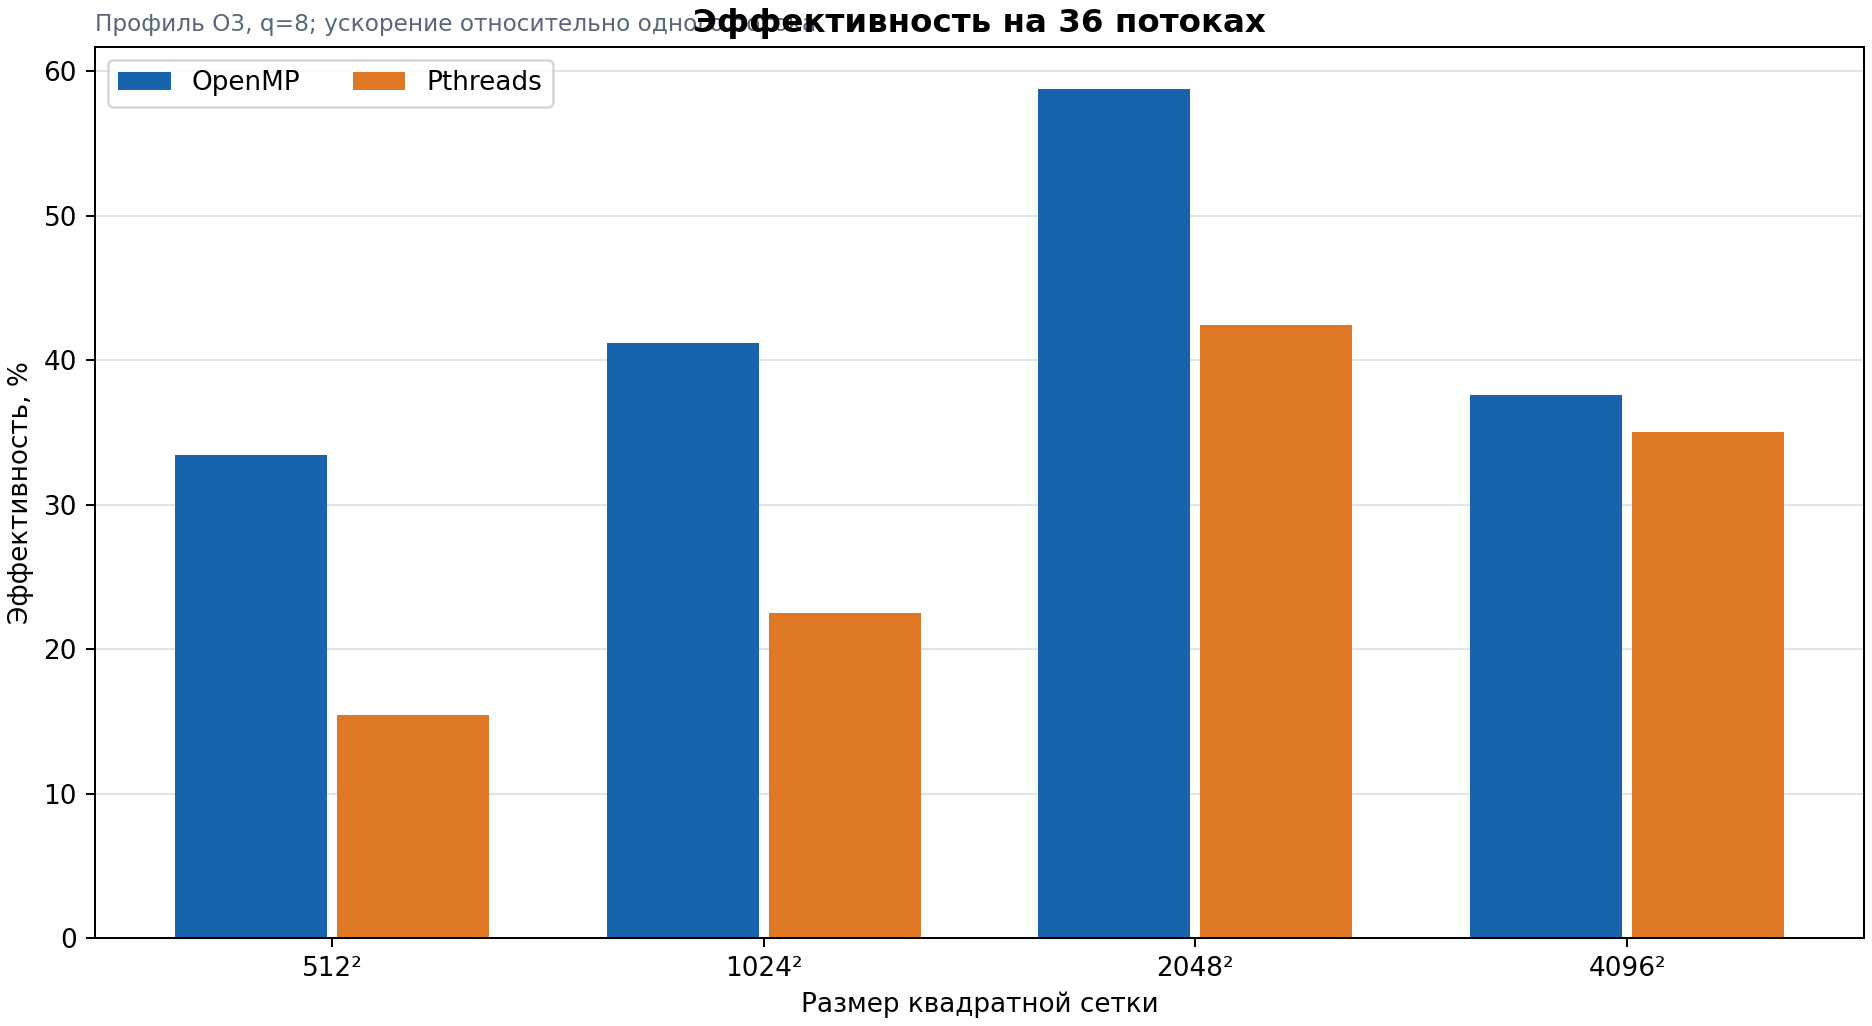 Профиль O3, q=8; ускорение относительно
Эффективность на 36 потоках
OpenMP Pthreads
60
50
40
30
20
10
0
Эффективность, %
512² 1024² 2048² 4096²
Размер квадратной сетки